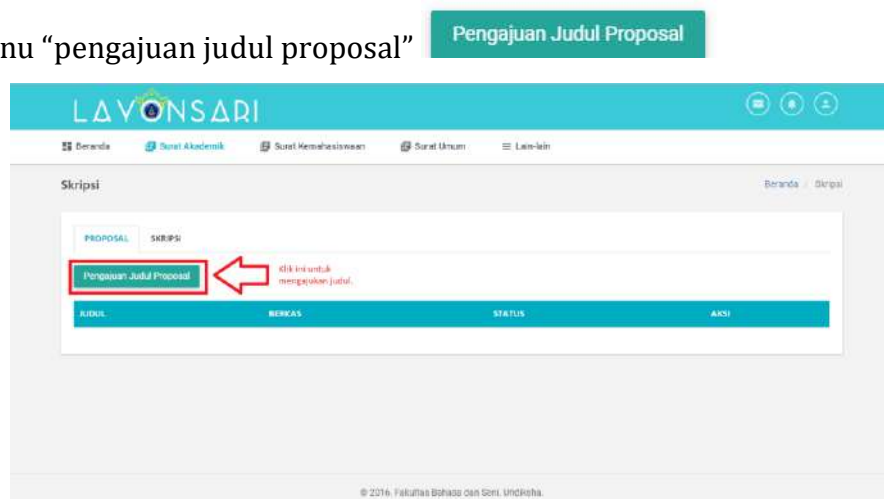 nu “pengajuan judul proposal” Pengajuan Judul Proposal
LAVONSARI
Beranda Surat Akademik Surat Kemahasiswaan Surat Umum Lain-lain
Skripsi Beranda / Skripsi
PROPOSAL SKRIPSI
Pengajuan Judul Proposal
Klik ini untuk
mengajukan judul.
JUDUL BERKAS STATUS AKSI
© 2016. Fakultas Bahasa dan Seni. Undiksha.